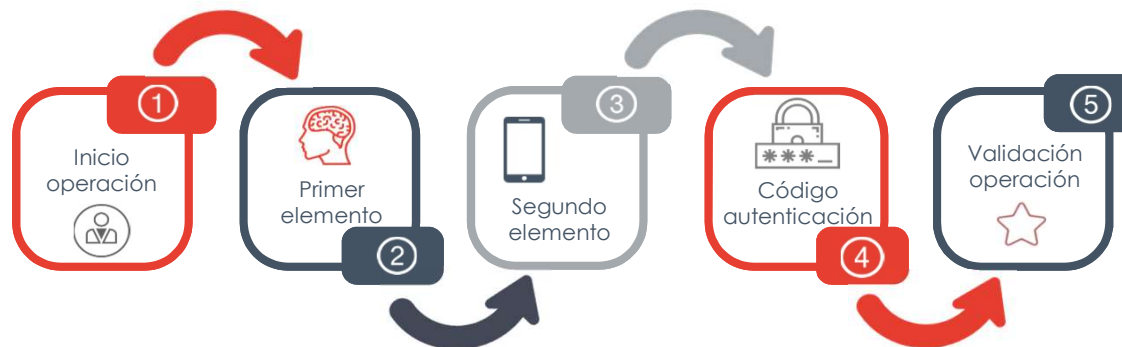 1
Inicio
operación
Primer
elemento
2
3
Segundo
elemento
***_
Código
autenticación
4
5
Validación
operación